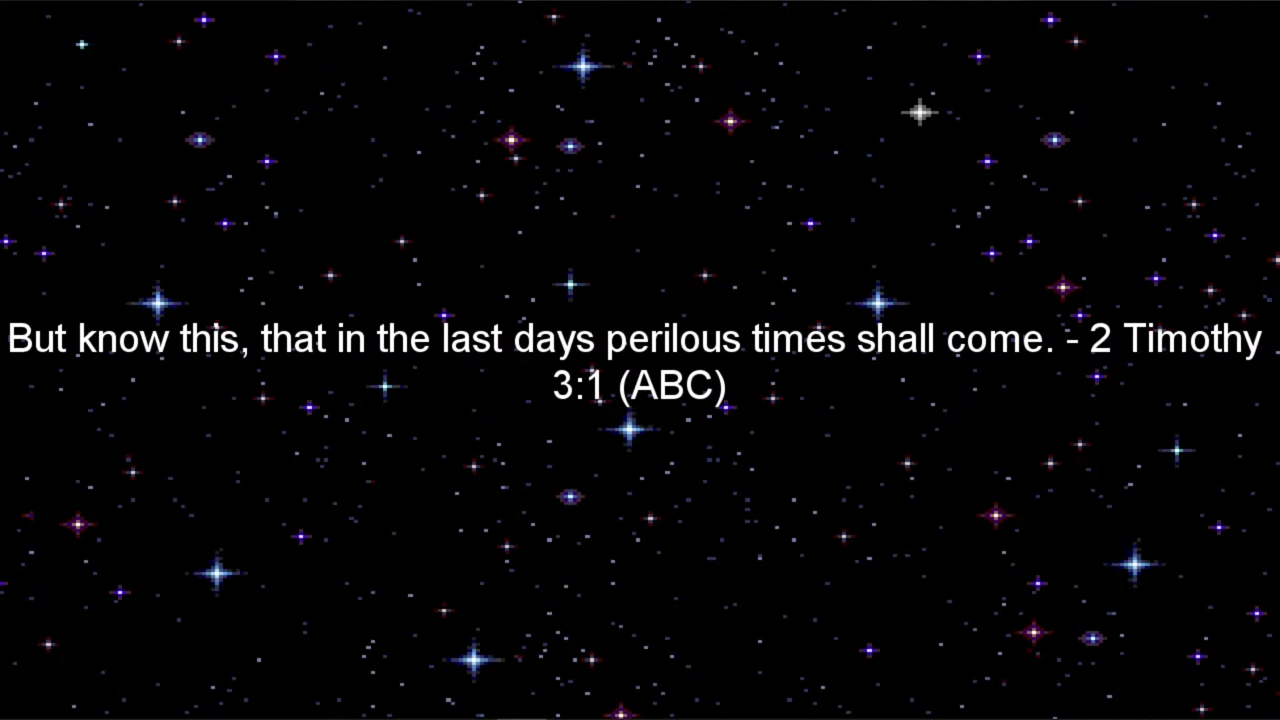 But know this, that in the last days perilous times shall come. - 2 Timothy
3:1 (ABC)